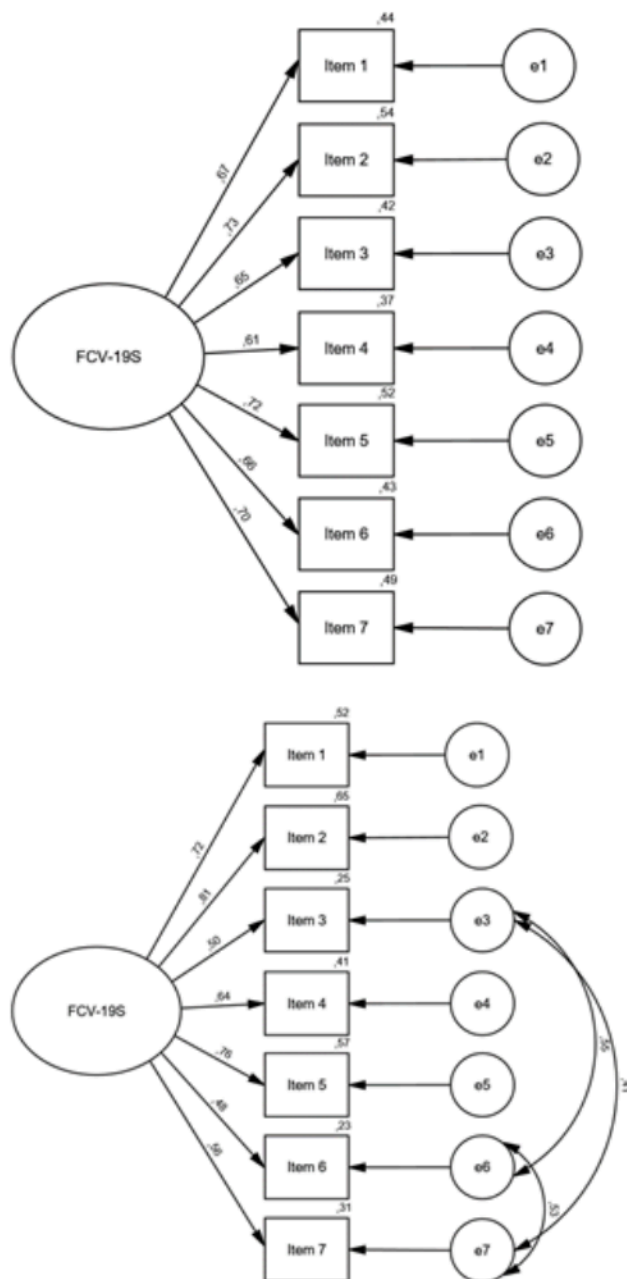 ,44
Item 1
e1
,67
,54
Item 2
e2
,73
,42
Item 3
e3
,65
,37
FCV-19S
,61
Item 4
e4
,52
,72
Item 5
e5
,43
,66
Item 6
e6
,70
,49
Item 7
e7
,52
Item 1
e1
,72
,65
Item 2
e2
,81
,25
Item 3
e3
,50
,41
FCV-19S
,64
Item 4
e4
,55
,57
,76
Item 5
e5
,23
,48
Item 6
e6
,56
,53
,31
Item 7
e7